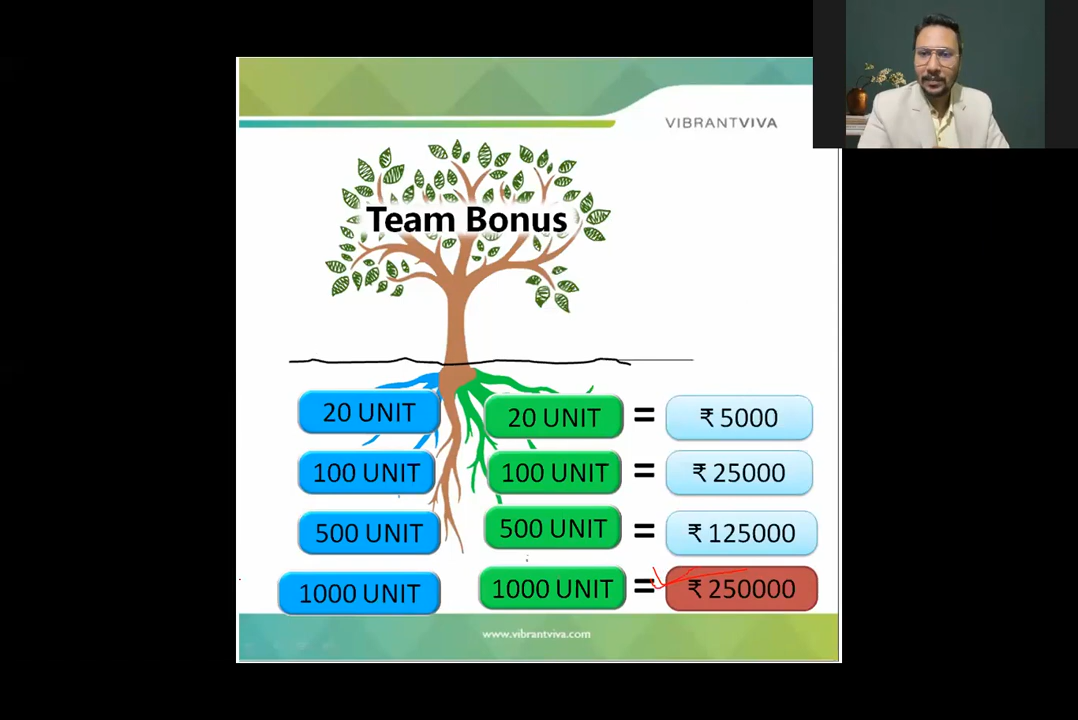 VIBRANTVIVA
Team Bonus
20 UNIT 20 UNIT = ₹ 5000
100 UNIT 100 UNIT = ₹ 25000
500 UNIT 500 UNIT = ₹ 125000
1000 UNIT 1000 UNIT = ₹ 250000
www.vibrantviva.com